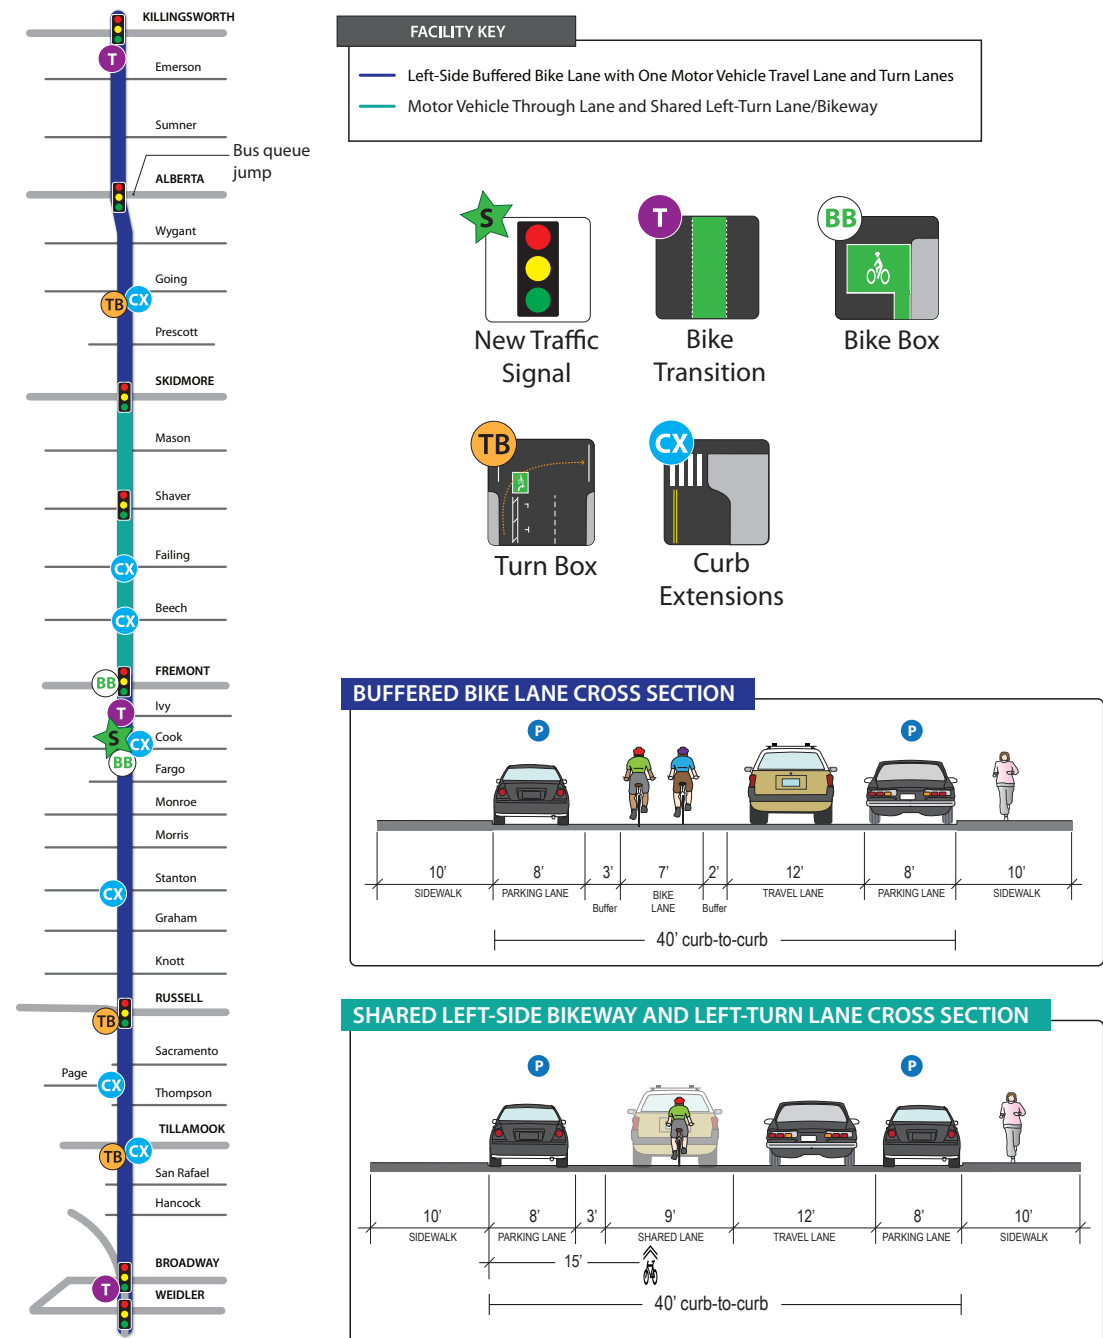 KILLINGSWORTH
T
Emerson
Sumner
Bus queue
jump
ALBERTA
Wygant
Going
TB
CX
Prescott
SKIDMORE
Mason
Shaver
Failing
CX
Beech
CX
FREMONT
BB
Ivy
T
S
CX
Cook
BB
Fargo
Monroe
Morris
Stanton
CX
Graham
Knott
RUSSELL
TB
Sacramento
Page
CX
Thompson
TILLAMOOK
TB
CX
San Rafael
Hancock
BROADWAY
T
WEIDLER
FACILITY KEY
Left-Side Buffered Bike Lane with One Motor Vehicle Travel Lane and Turn Lanes
Motor Vehicle Through Lane and Shared Left-Turn Lane/Bikeway
S
New Traffic
Signal
T
Bike
Transition
BB
Bike Box
TB
Turn Box
CX
Curb
Extensions
BUFFERED BIKE LANE CROSS SECTION
P
P
10' 8' 3' 7' 2' 12' 8' 10'
SIDEWALK PARKING LANE Buffer BIKE LANE Buffer TRAVEL LANE PARKING LANE SIDEWALK
40' curb-to-curb
SHARED LEFT-SIDE BIKEWAY AND LEFT-TURN LANE CROSS SECTION
P
P
10' 8' 3' 9' 12' 8' 10'
SIDEWALK PARKING LANE SHARED LANE TRAVEL LANE PARKING LANE SIDEWALK
15'
40' curb-to-curb